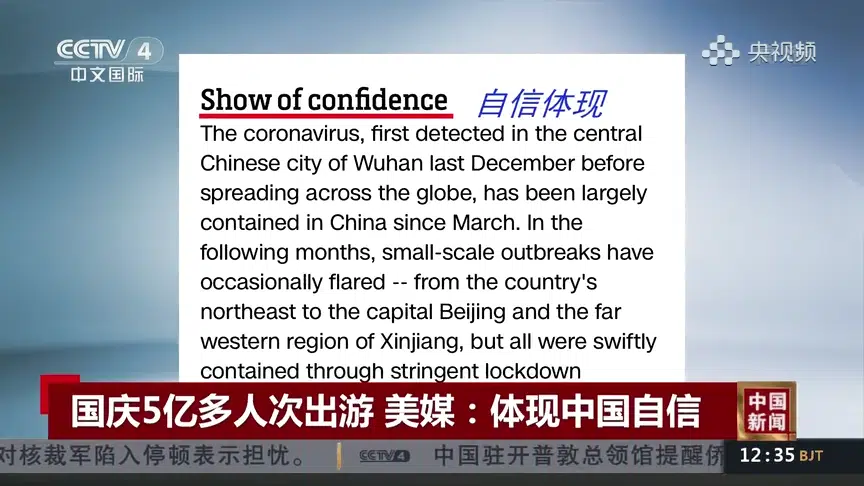 CCTV 4
中文国际
央视频
Show of confidence 自信体现
The coronavirus, first detected in the central
Chinese city of Wuhan last December before
spreading across the globe, has been largely
contained in China since March. In the
following months, small-scale outbreaks have
occasionally flared -- from the country's
northeast to the capital Beijing and the far
western region of Xinjiang, but all were swiftly
contained through stringent lockdown
国庆5亿多人次出游 美媒：体现中国自信
中国
新闻
对核裁军陷入停顿表示担忧。 CCTV4 中国驻开普敦总领馆提醒侨
12:35 BJT